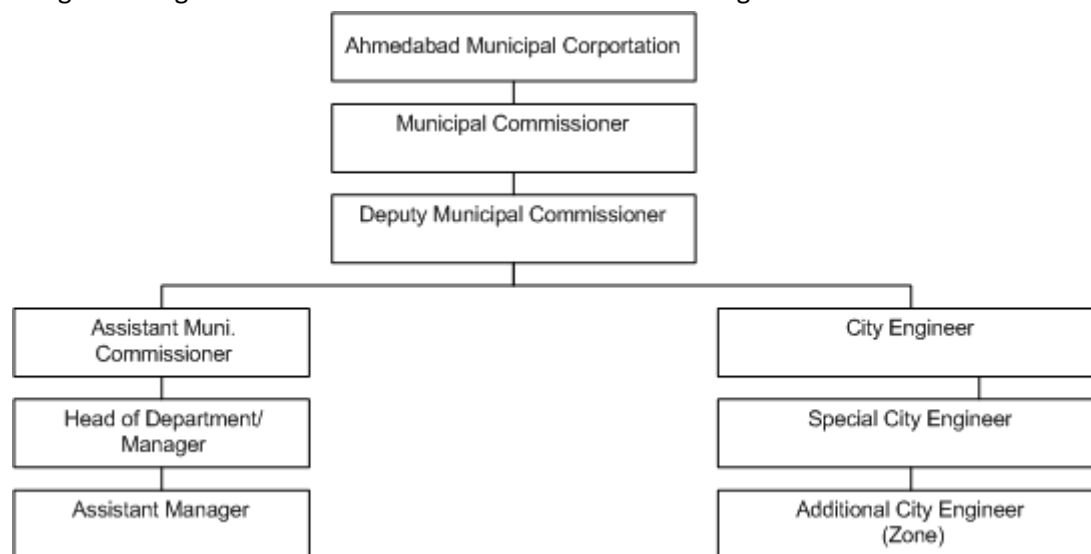 Ahmedabad Municipal Corportation
Municipal Commissioner
Deputy Municipal Commissioner
Assistant Muni.
Commissioner
City Engineer
Head of Department/
Manager
Special City Engineer
Assistant Manager
Additional City Engineer
(Zone)